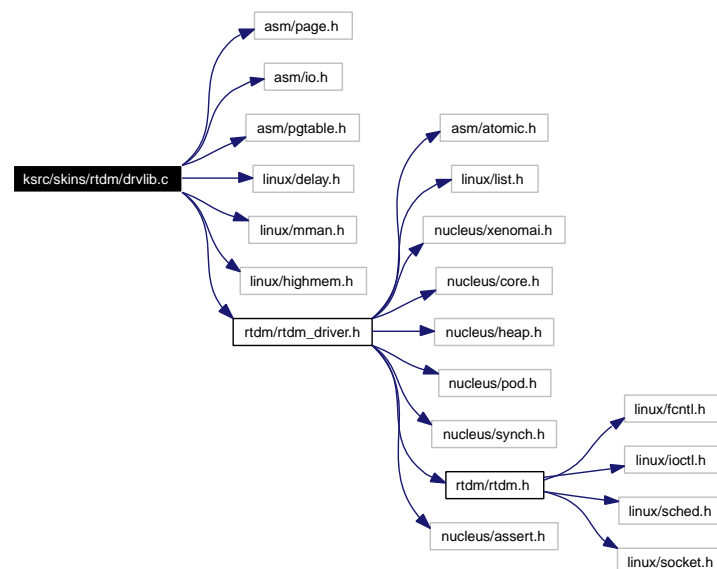 asm/page.h
asm/io.h
asm/pgtable.h
asm/atomic.h
ksrc/skins/rtdm/drvlib.c
linux/delay.h
linux/list.h
linux/mman.h
nucleus/xenomai.h
linux/highmem.h
nucleus/core.h
rtdm/rtdm_driver.h
nucleus/heap.h
nucleus/pod.h
linux/fcntl.h
nucleus/synch.h
linux/ioctl.h
rtdm/rtdm.h
linux/sched.h
nucleus/assert.h
linux/socket.h